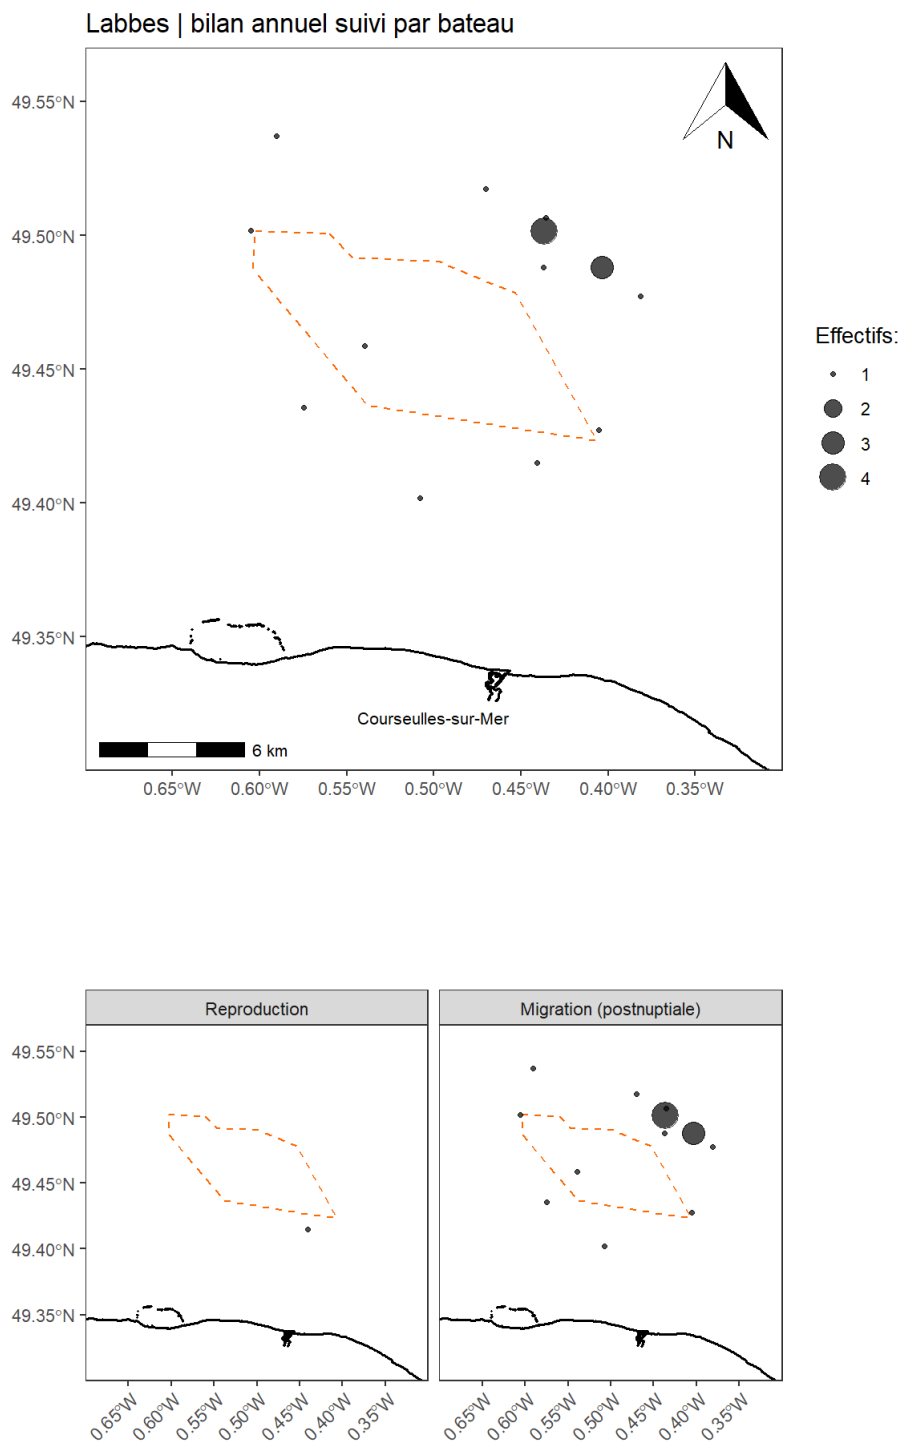 Labbes | bilan annuel suivi par bateau
49.55°N
49.50°N
49.45°N
49.40°N
49.35°N
N
Courseulles-sur-Mer
6 km
0.65°W 0.60°W 0.55°W 0.50°W 0.45°W 0.40°W 0.35°W
Effectifs:
1
2
3
4
Reproduction
Migration (postnuptiale)
49.55°N
49.50°N
49.45°N
49.40°N
49.35°N
0.65°W 0.60°W 0.55°W 0.50°W 0.45°W 0.40°W 0.35°W
0.65°W 0.60°W 0.55°W 0.50°W 0.45°W 0.40°W 0.35°W